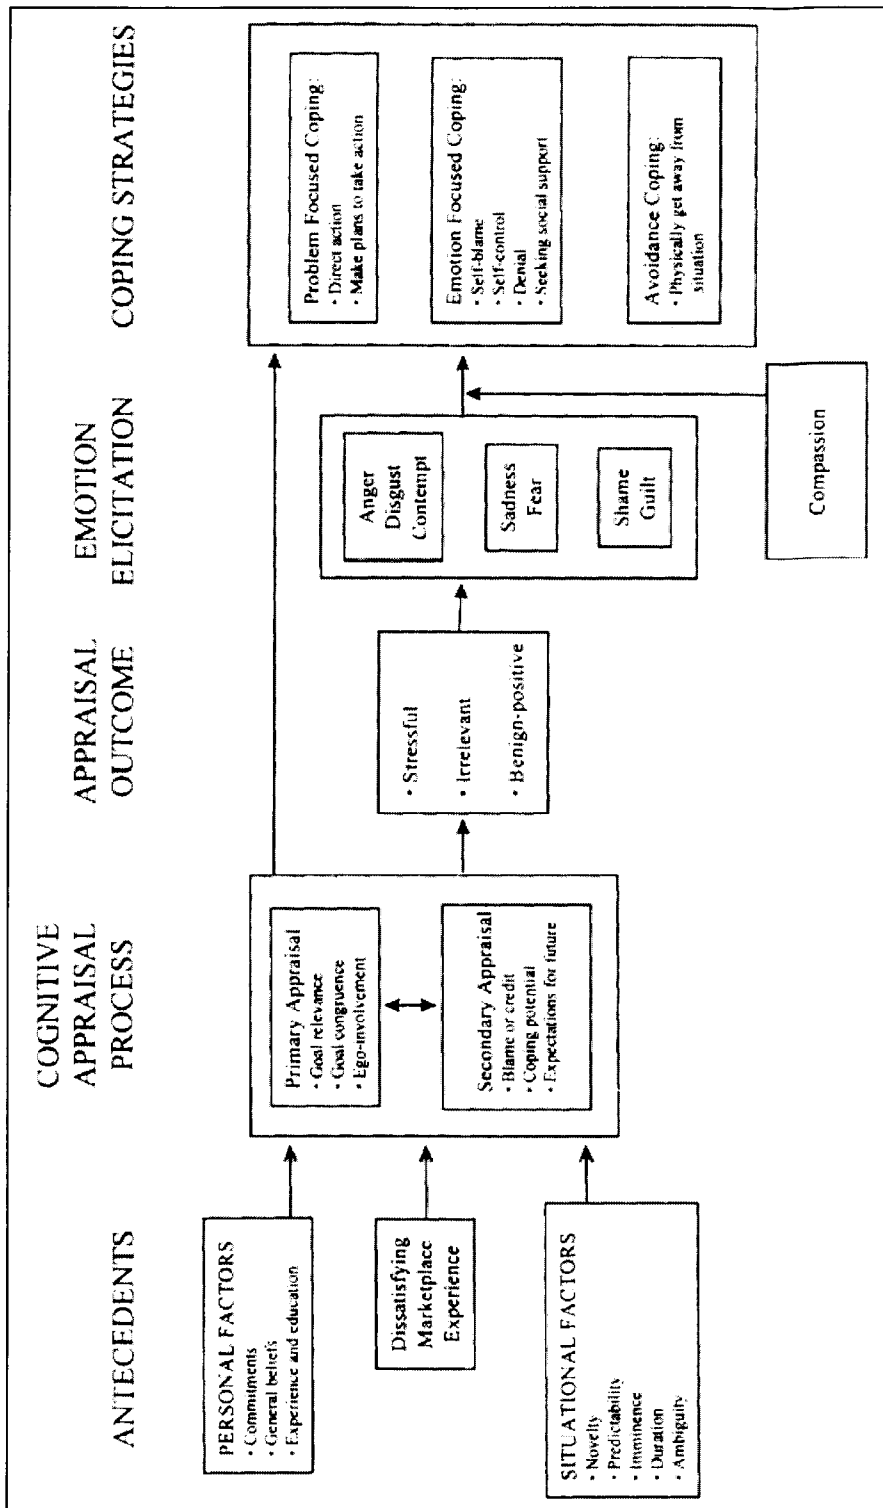 ANTECEDENTS
COGNITIVE
APPRAISAL
PROCESS
APPRAISAL
OUTCOME
EMOTION
ELICITATION
COPING STRATEGIES
PERSONAL FACTORS
• Commitments
• General beliefs
• Experience and education
Dissatisfying
Marketplace
Experience
SITUATIONAL FACTORS
• Novelty
• Predictability
• Imminence
• Duration
• Ambiguity
Primary Appraisal
• Goal relevance
• Goal congruence
• Ego-involvement
Secondary Appraisal
• Blame or credit
• Coping potential
• Expectations for future
• Stressful
• Irrelevant
• Benign-positive
Anger
Disgust
Contempt
Sadness
Fear
Shame
Guilt
Compassion
Problem Focused Coping:
• Direct action
• Make plans to take action
Emotion Focused Coping:
• Self-blame
• Self-control
• Denial
• Seeking social support
Avoidance Coping:
• Physically get away from
situation